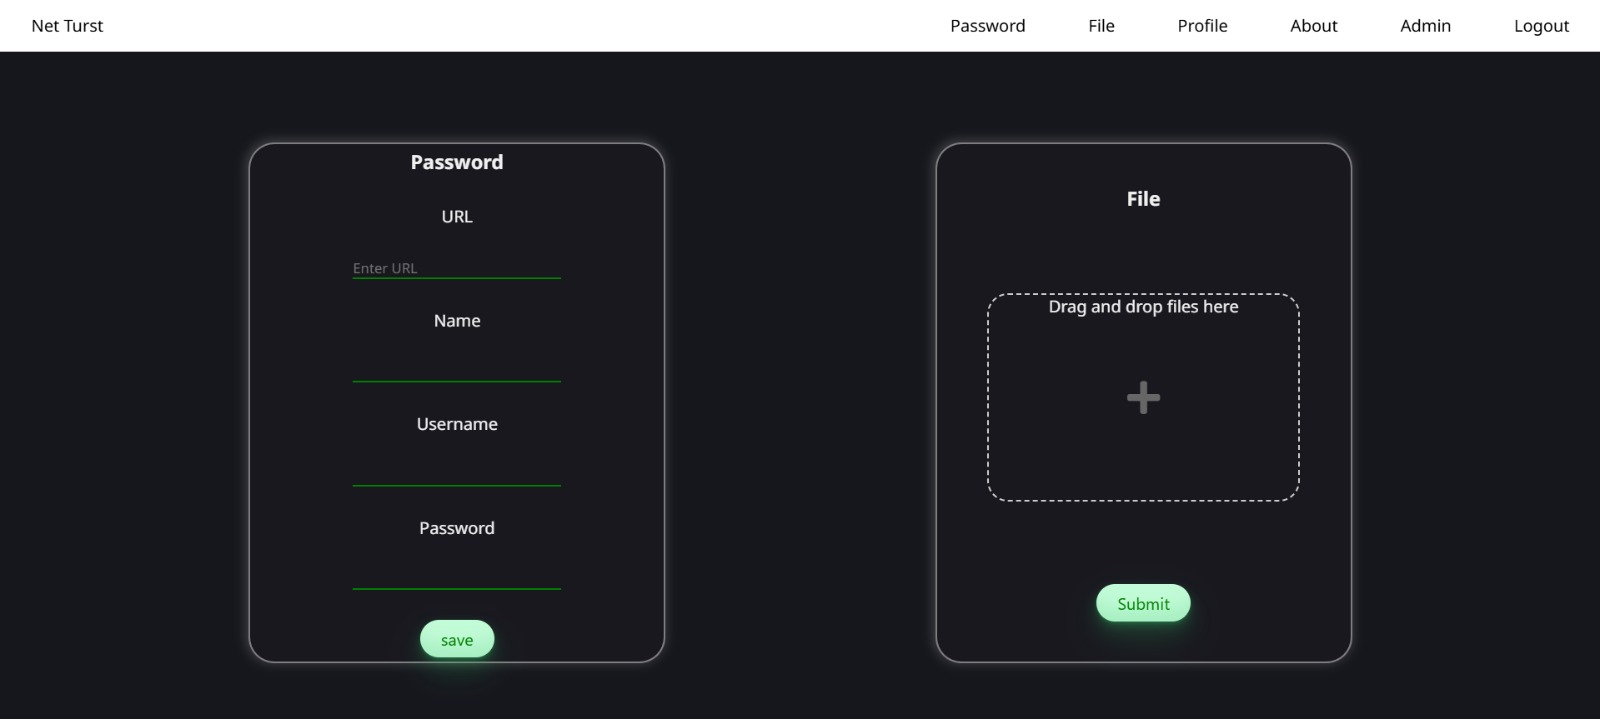 Net Turst
Password
File
Profile
About
Admin
Logout
Password
URL
Enter URL
Name
Username
Password
save
File
Drag and drop files here
Submit